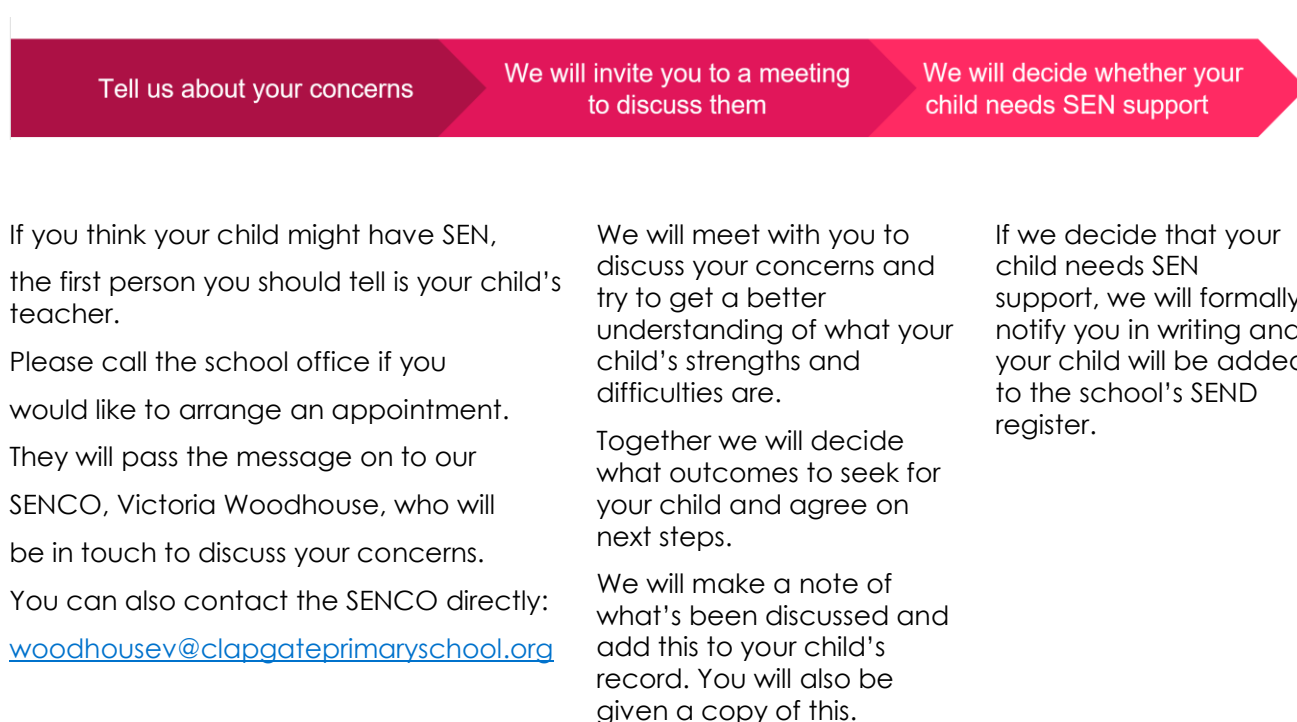 Tell us about your concerns
We will invite you to a meeting
to discuss them
We will decide whether your
child needs SEN support
If you think your child might have SEN,
the first person you should tell is your child’s
teacher.
Please call the school office if you
would like to arrange an appointment.
They will pass the message on to our
SENCO, Victoria Woodhouse, who will
be in touch to discuss your concerns.
You can also contact the SENCO directly:
woodhousev@clapgateprimaryschool.org
We will meet with you to
discuss your concerns and
try to get a better
understanding of what your
child’s strengths and
difficulties are.
Together we will decide
what outcomes to seek for
your child and agree on
next steps.
We will make a note of
what’s been discussed and
add this to your child’s
record. You will also be
given a copy of this.
If we decide that your
child needs SEN
support, we will formally
notify you in writing and
your child will be added
to the school’s SEND
register.